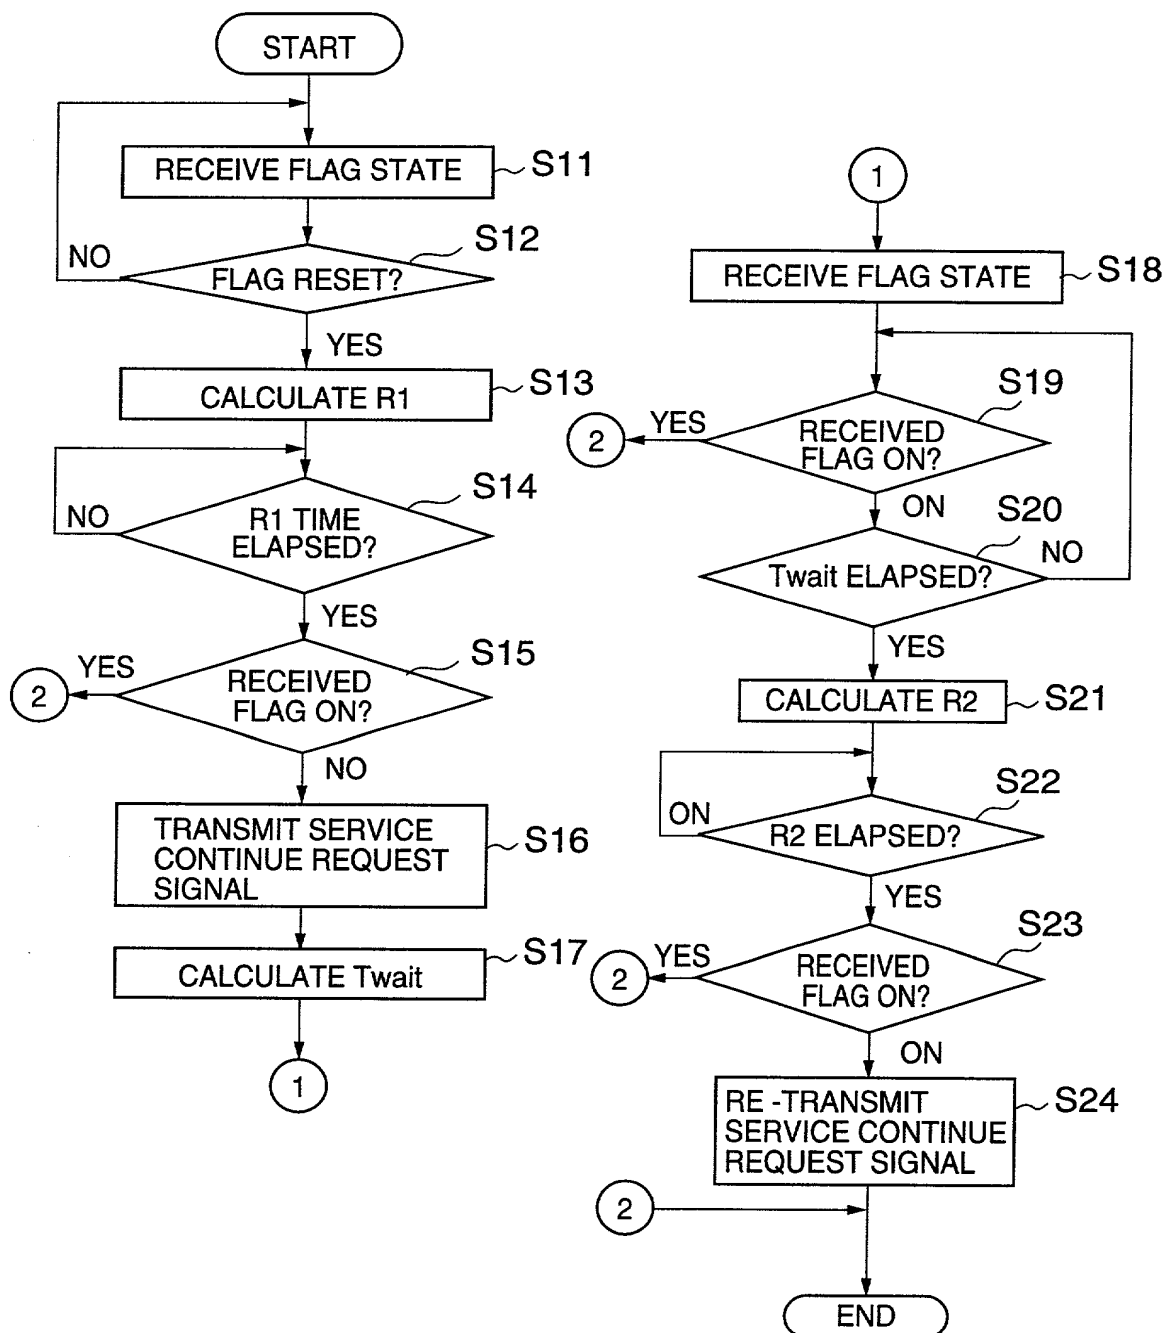 START
RECEIVE FLAG STATE
S11
NO
FLAG RESET?
S12
YES
CALCULATE R1
S13
NO
R1 TIME
ELAPSED?
S14
YES
YES
2
RECEIVED
FLAG ON?
S15
NO
TRANSMIT SERVICE
CONTINUE REQUEST
SIGNAL
S16
CALCULATE Twait
S17
1
1
RECEIVE FLAG STATE
S18
YES
2
RECEIVED
FLAG ON?
S19
ON
Twait ELAPSED?
S20
NO
YES
CALCULATE R2
S21
ON
R2 ELAPSED?
S22
YES
YES
2
RECEIVED
FLAG ON?
S23
ON
RE -TRANSMIT
SERVICE CONTINUE
REQUEST SIGNAL
S24
2
END